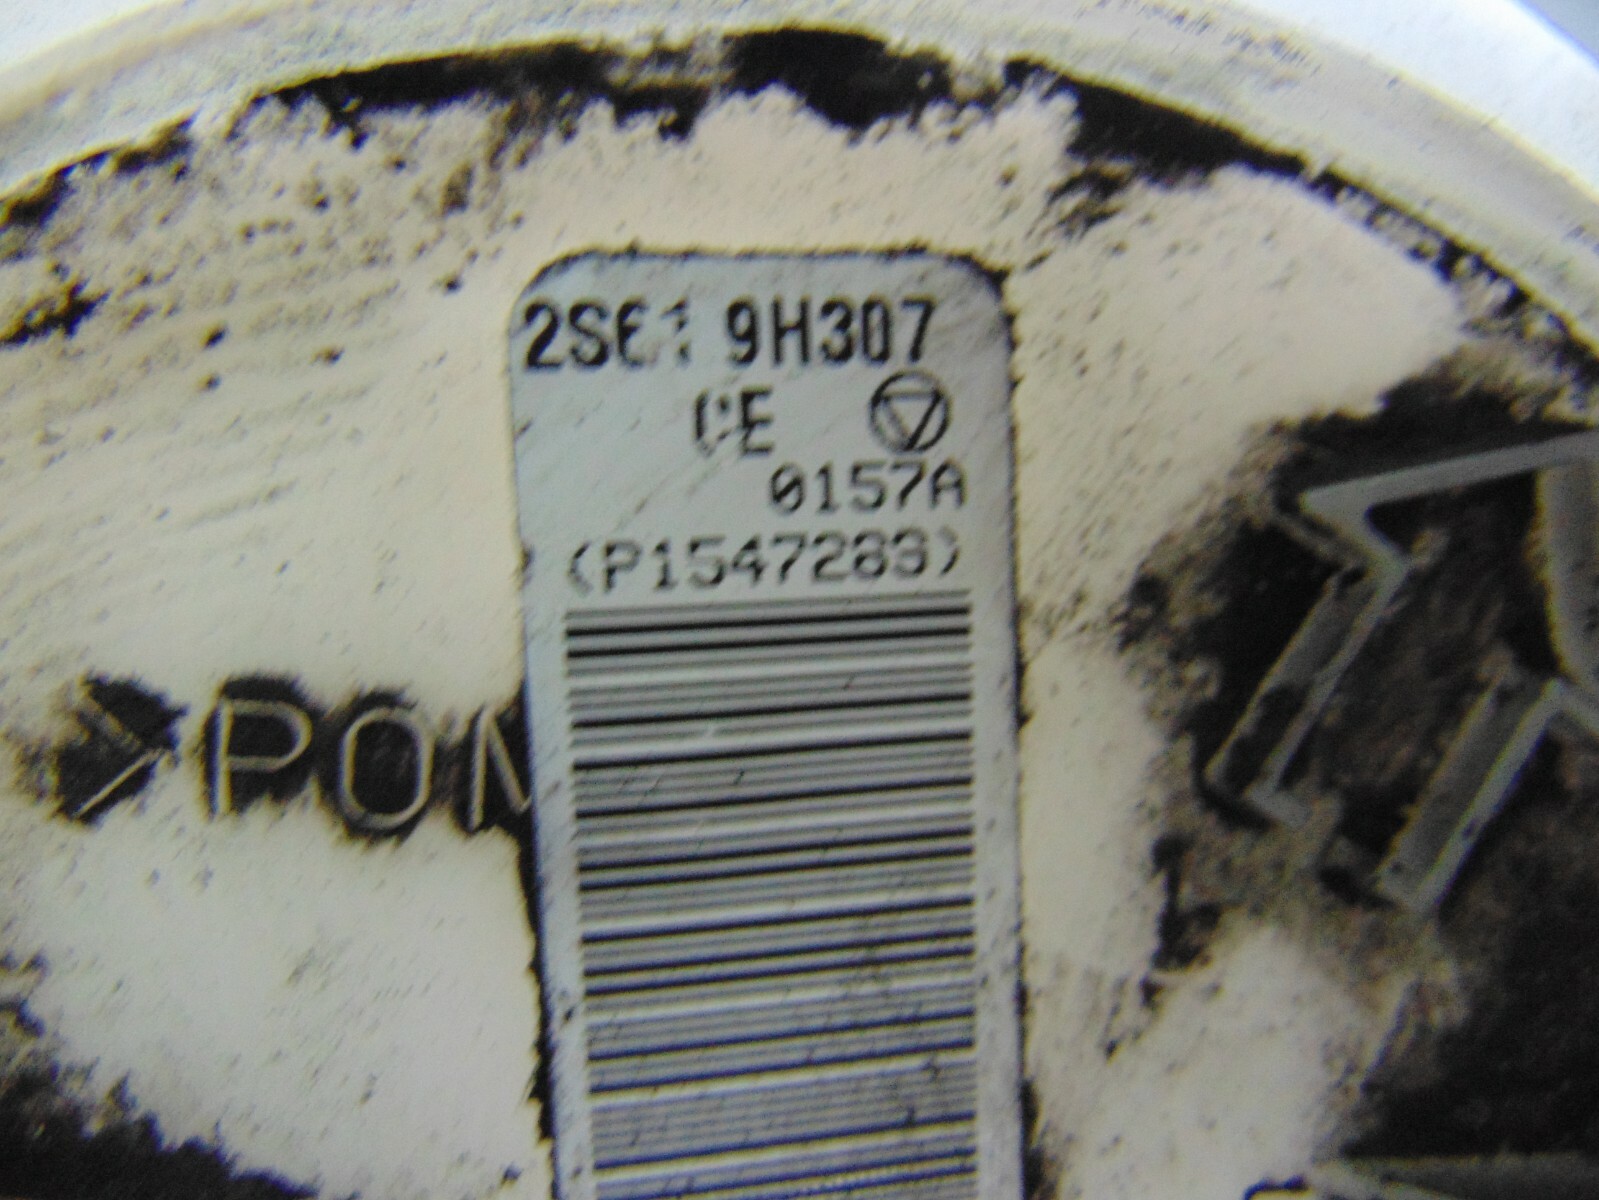 2S61 9H307
CE
0157A
(P1547283)
>POM